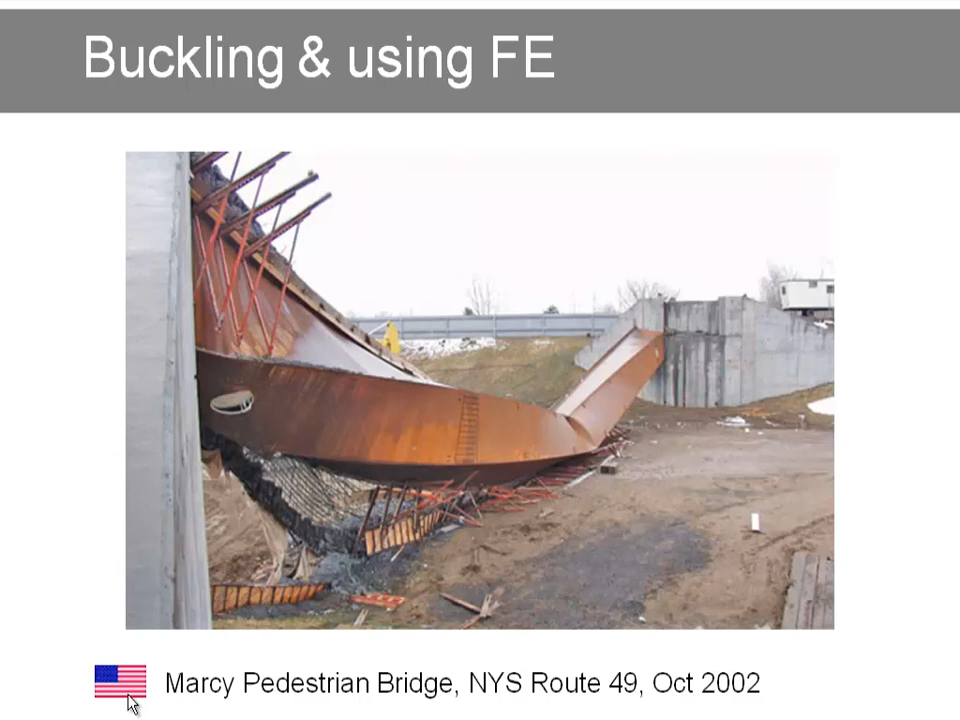 Buckling & using FE
Marcy Pedestrian Bridge, NYS Route 49, Oct 2002